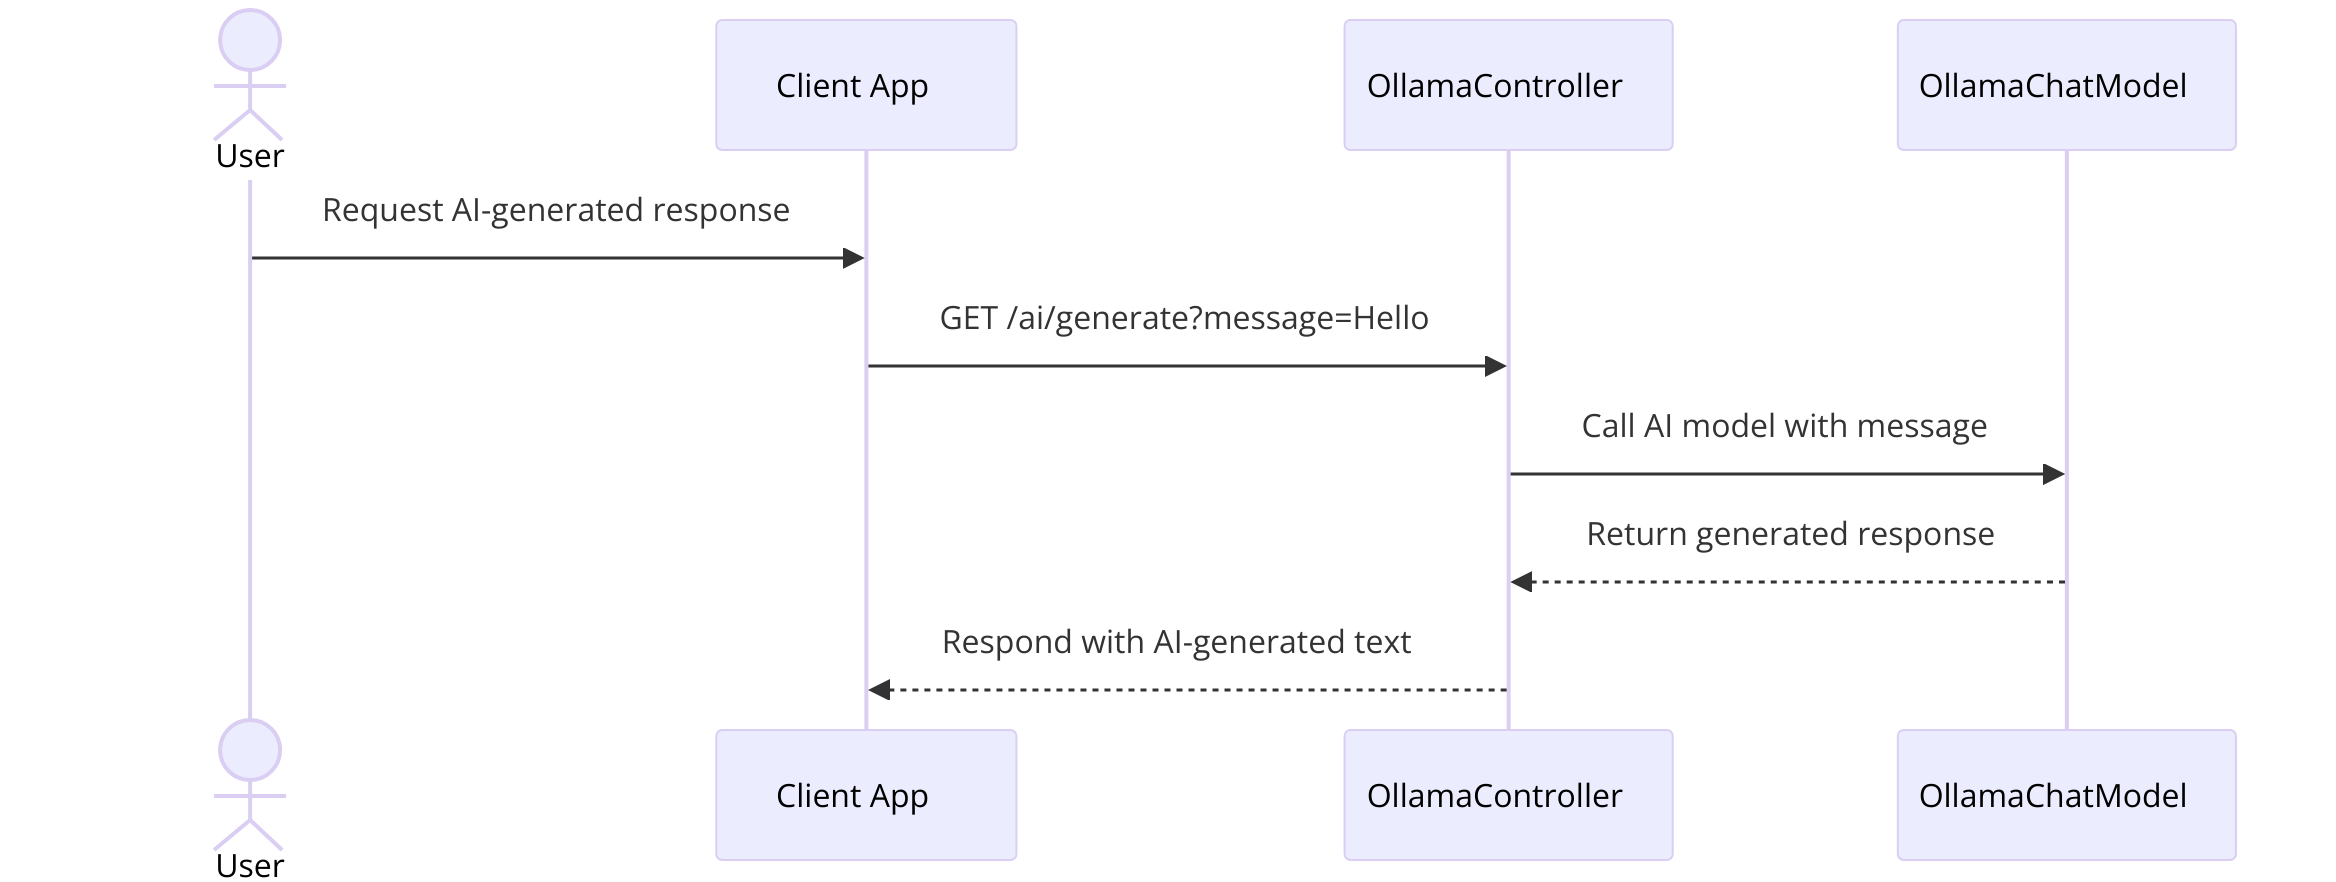 Client App
OllamaController
OllamaChatModel
User
Request AI-generated response
GET /ai/generate?message=Hello
Call AI model with message
Return generated response
Respond with AI-generated text
Client App
OllamaController
OllamaChatModel
User